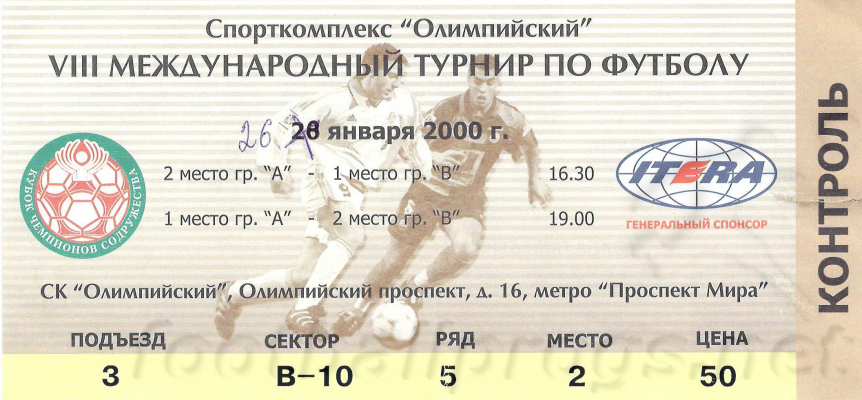 Спорткомплекс “Олимпийский”
VIII МЕЖДУНАРОДНЫЙ ТУРНИР ПО ФУТБОЛУ
26
января 2000 г.
КУБОК ЧЕМПИОНОВ СОДРУЖЕСТВА
2 место гр. “А” - 1 место гр. “В” 16.30
1 место гр. “А” - 2 место гр. “В” 19.00
ITERA
ГЕНЕРАЛЬНЫЙ СПОНСОР
СК “Олимпийский”, Олимпийский проспект, д. 16, метро “Проспект Мира”
ПОДЪЕЗД СЕКТОР РЯД МЕСТО ЦЕНА
3 В–10 5 2 50
КОНТРОЛЬ